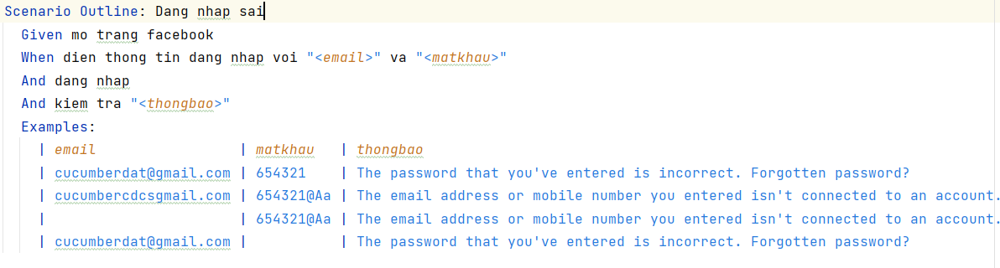 Scenario Outline: Dang nhap sai
Given mo trang facebook
When dien thong tin dang nhap voi "<email>" va "<matkhau>"
And dang nhap
And kiem tra "<thongbao>"
Examples:
| email | matkhau | thongbao
| cucumberdat@gmail.com | 654321 | The password that you've entered is incorrect. Forgotten password?
| cucumbercdcsgmail.com | 654321@Aa | The email address or mobile number you entered isn't connected to an account.
| | 654321@Aa | The email address or mobile number you entered isn't connected to an account.
| cucumberdat@gmail.com | | The password that you've entered is incorrect. Forgotten password?